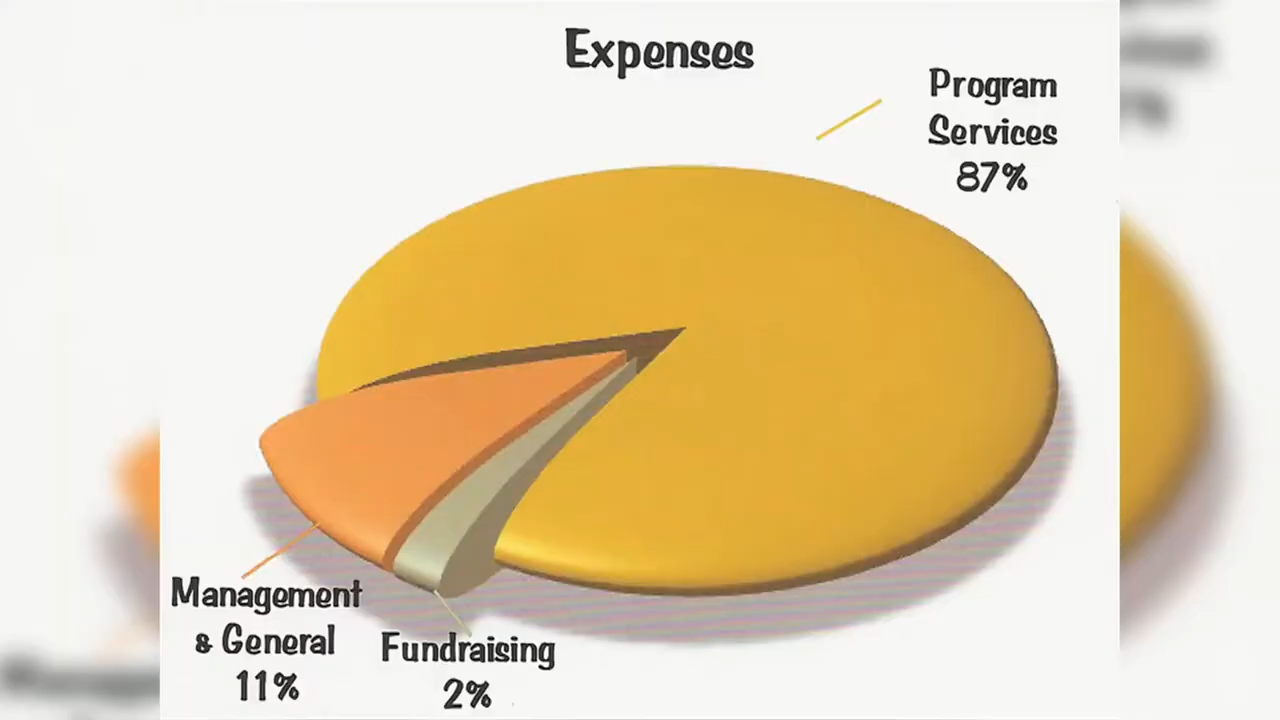 Expenses
Program
Services
87%
Management
& General
11%
Fundraising
2%